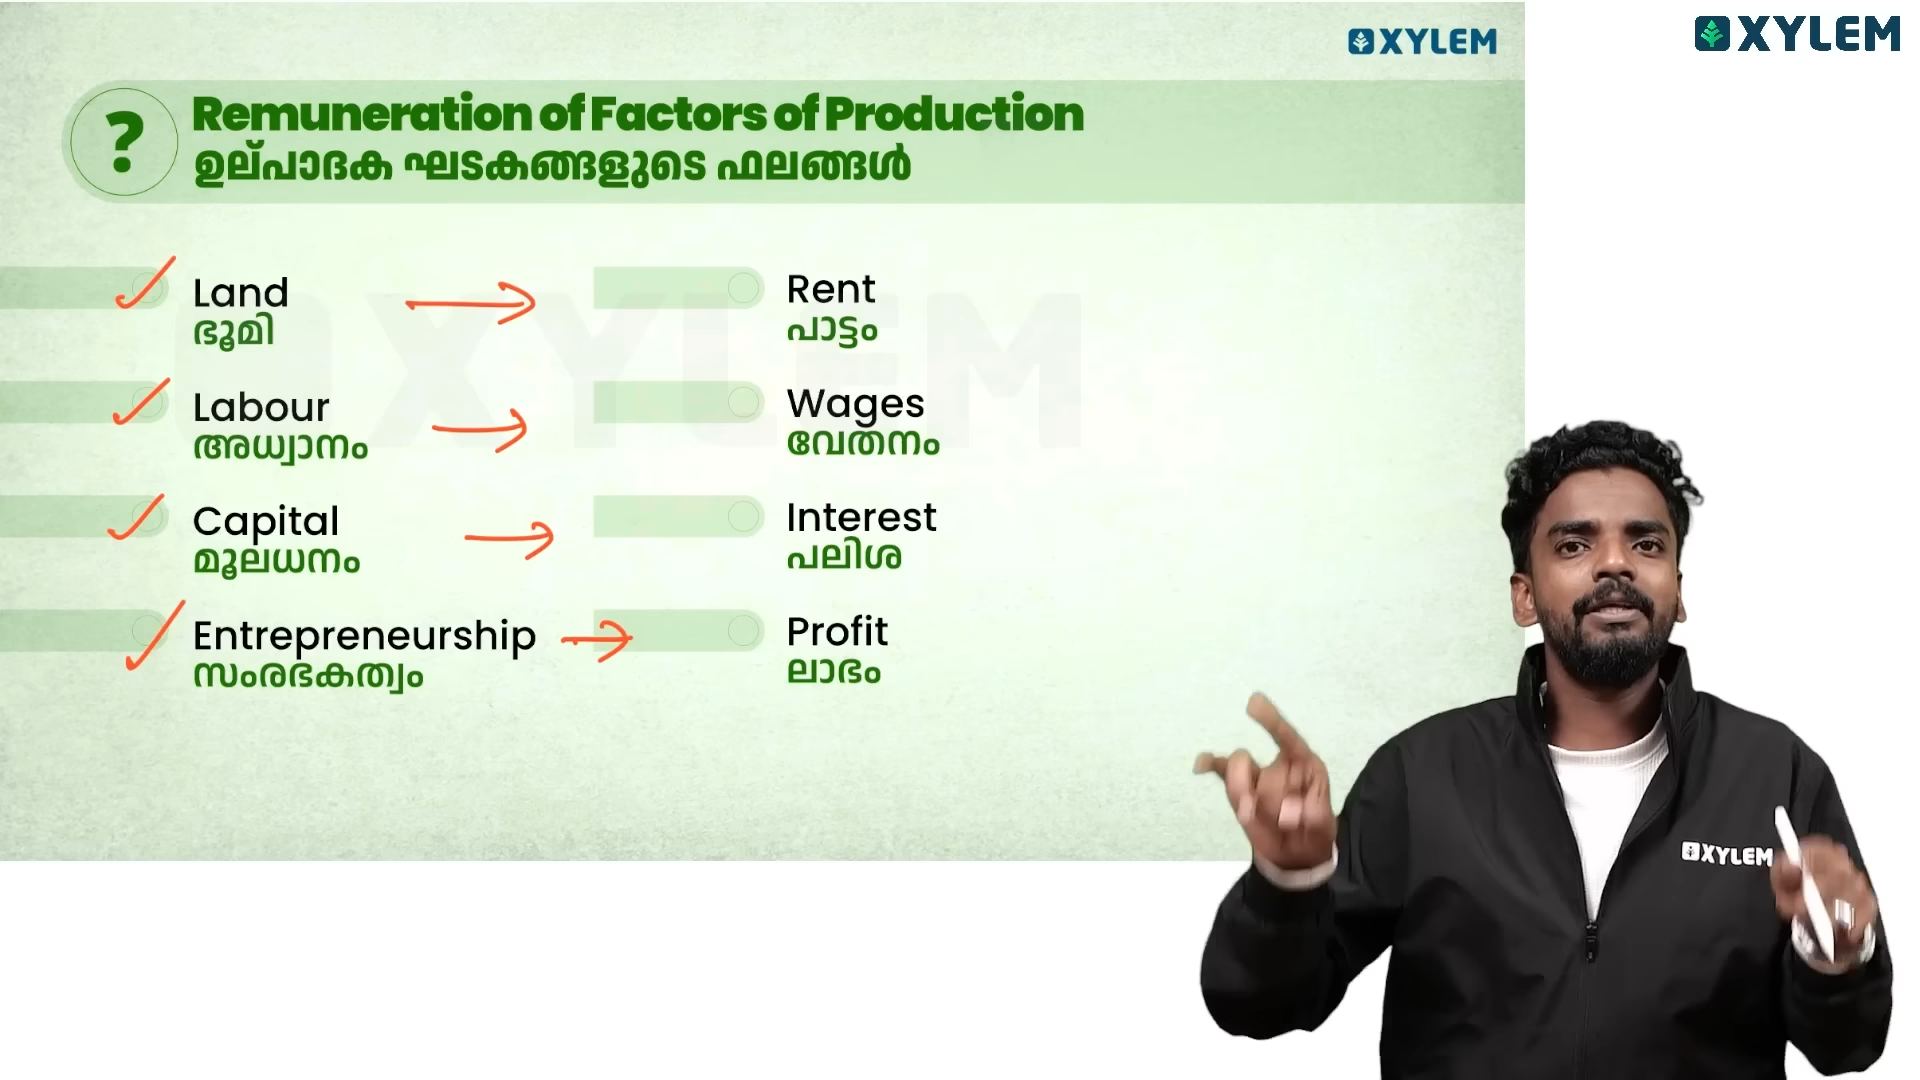 XYLEM
XYLEM
?
Remuneration of Factors of Production
ഉല്പാദക ഘടകങ്ങളുടെ ഫലങ്ങൾ
XYLEM
Land
ഭൂമി
Rent
പാട്ടം
Labour
അധ്വാനം
Wages
വേതനം
Capital
മൂലധനം
Interest
പലിശ
Entrepreneurship
സംരഭകത്വം
Profit
ലാഭം
XYLEM